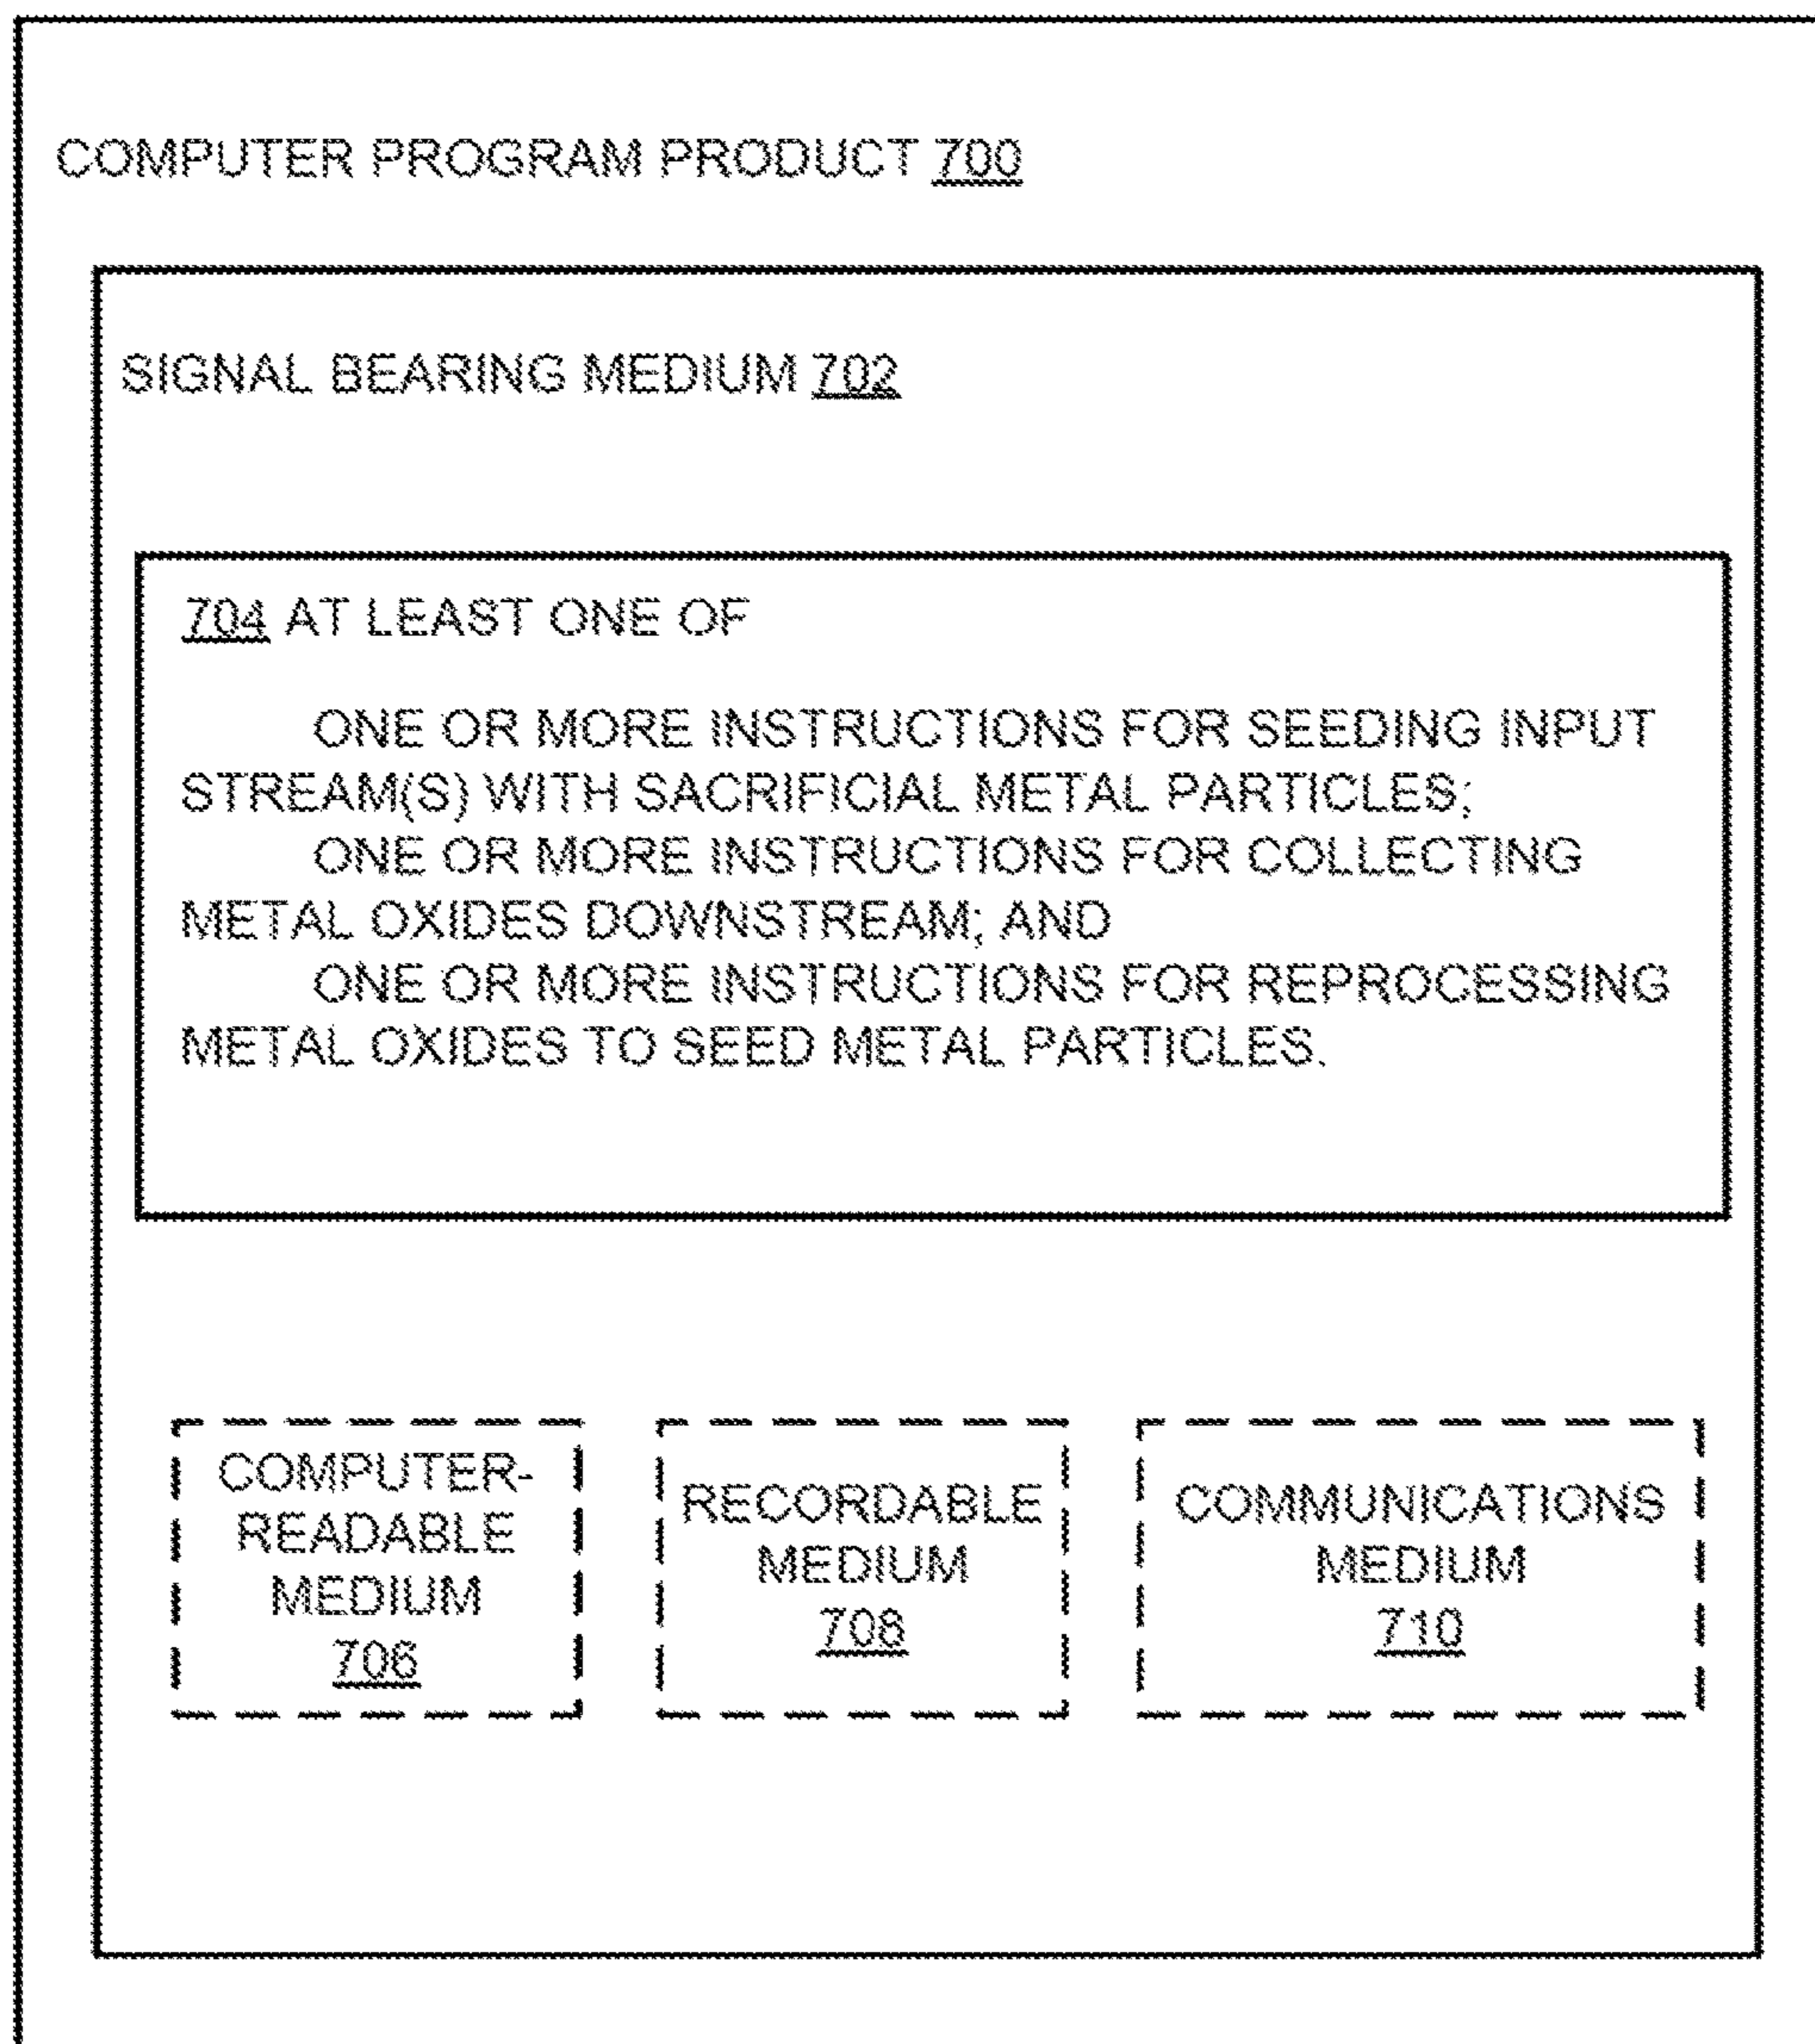 COMPUTER PROGRAM PRODUCT 700
SIGNAL BEARING MEDIUM 702
704 AT LEAST ONE OF
ONE OR MORE INSTRUCTIONS FOR SEEDING INPUT
STREAM(S) WITH SACRIFICIAL METAL PARTICLES;
ONE OR MORE INSTRUCTIONS FOR COLLECTING
METAL OXIDES DOWNSTREAM; AND
ONE OR MORE INSTRUCTIONS FOR REPROCESSING
METAL OXIDES TO SEED METAL PARTICLES.
COMPUTER-
READABLE
MEDIUM
706
RECORDABLE
MEDIUM
708
COMMUNICATIONS
MEDIUM
710